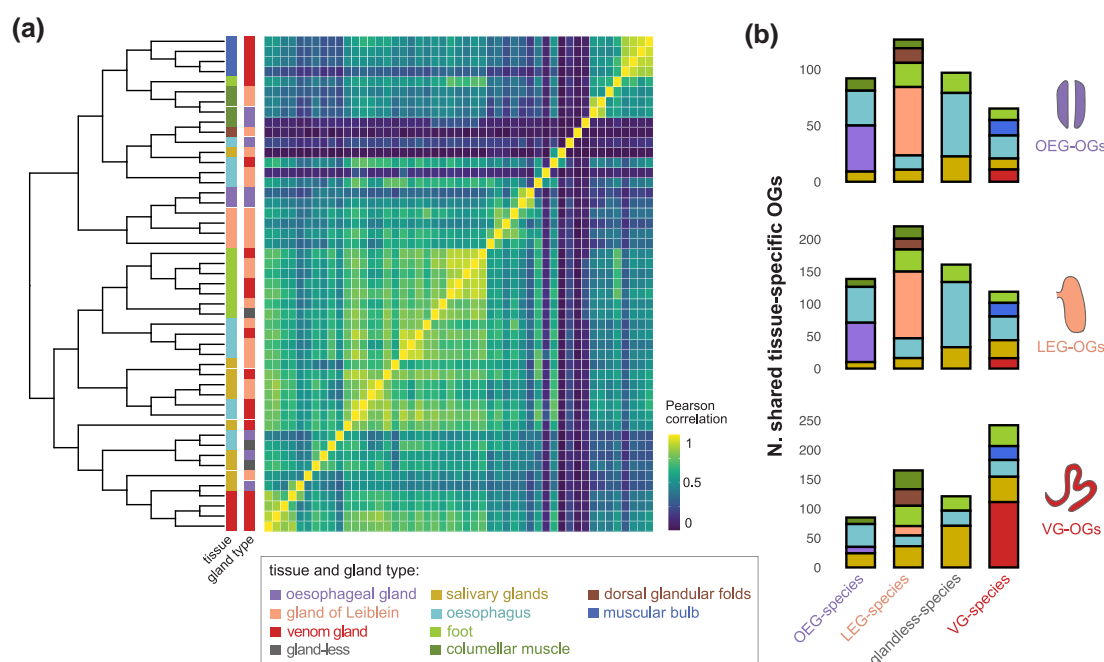 (a)
tissue
gland type
Pearson
correlation
1
0.5
0
tissue and gland type:
oesophageal gland
gland of Leiblein
venom gland
gland-less
salivary glands
oesophagus
foot
columellar muscle
dorsal glandular folds
muscular bulb
(b)
N. shared tissue-specific OGs
100
50
0
OEG-OGs
200
150
100
50
0
LEG-OGs
250
200
150
100
50
0
VG-OGs
OEG-species
LEG-species
glandless-species
VG-species